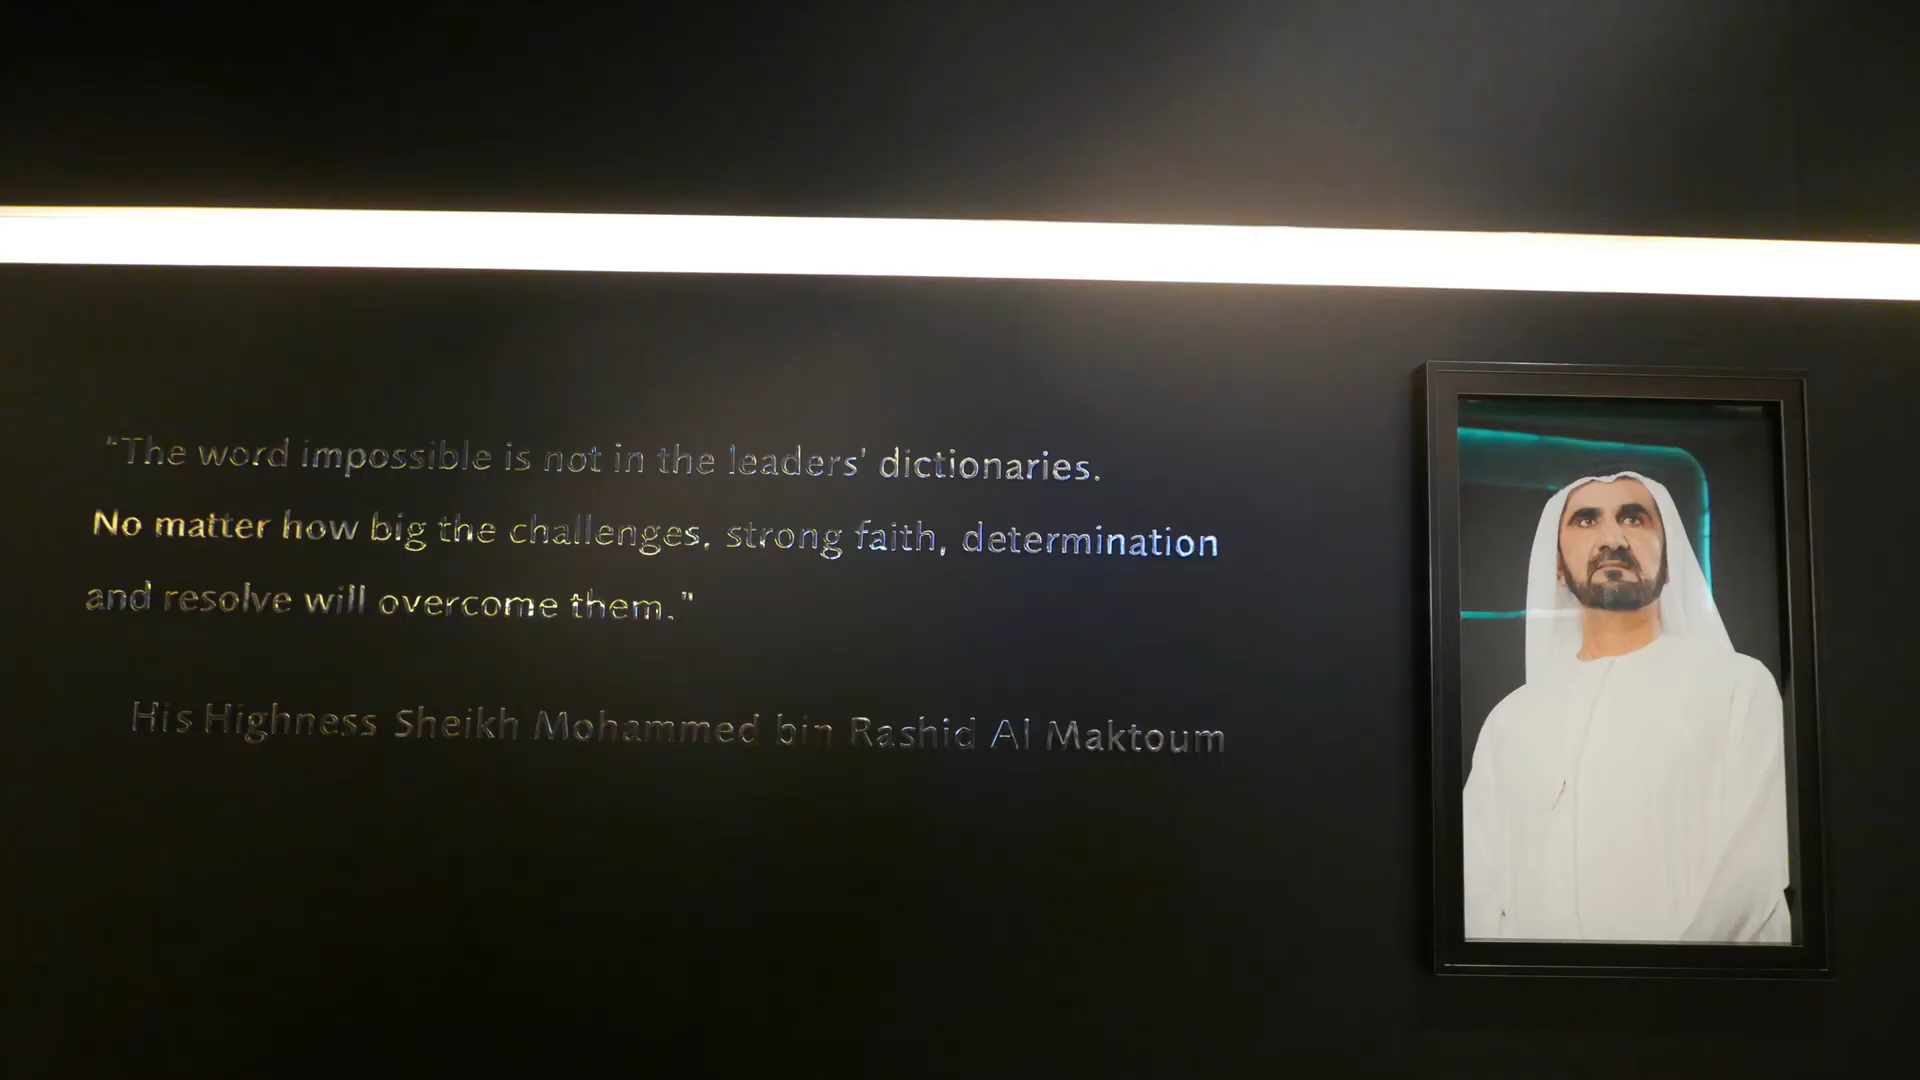 “The word impossible is not in the leaders' dictionaries.
No matter how big the challenges, strong faith, determination
and resolve will overcome them."
His Highness Sheikh Mohammed bin Rashid Al Maktoum